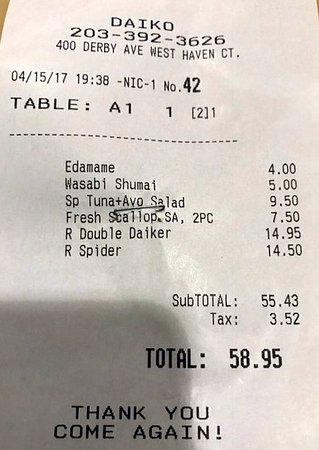 DAIKO
203-392-3626
400 DERBY AVE WEST HAVEN CT.
04/15/17 19:38 -NIC-1 No.42
TABLE: A1 1 [2]1
Edamame 4.00
Wasabi Shumai 5.00
Sp Tuna+Avo Salad 9.50
Fresh Scallop.SA, 2PC 7.50
R Double Daiker 14.95
R Spider 14.50
SubTOTAL: 55.43
Tax: 3.52
TOTAL: 58.95
THANK YOU
COME AGAIN!